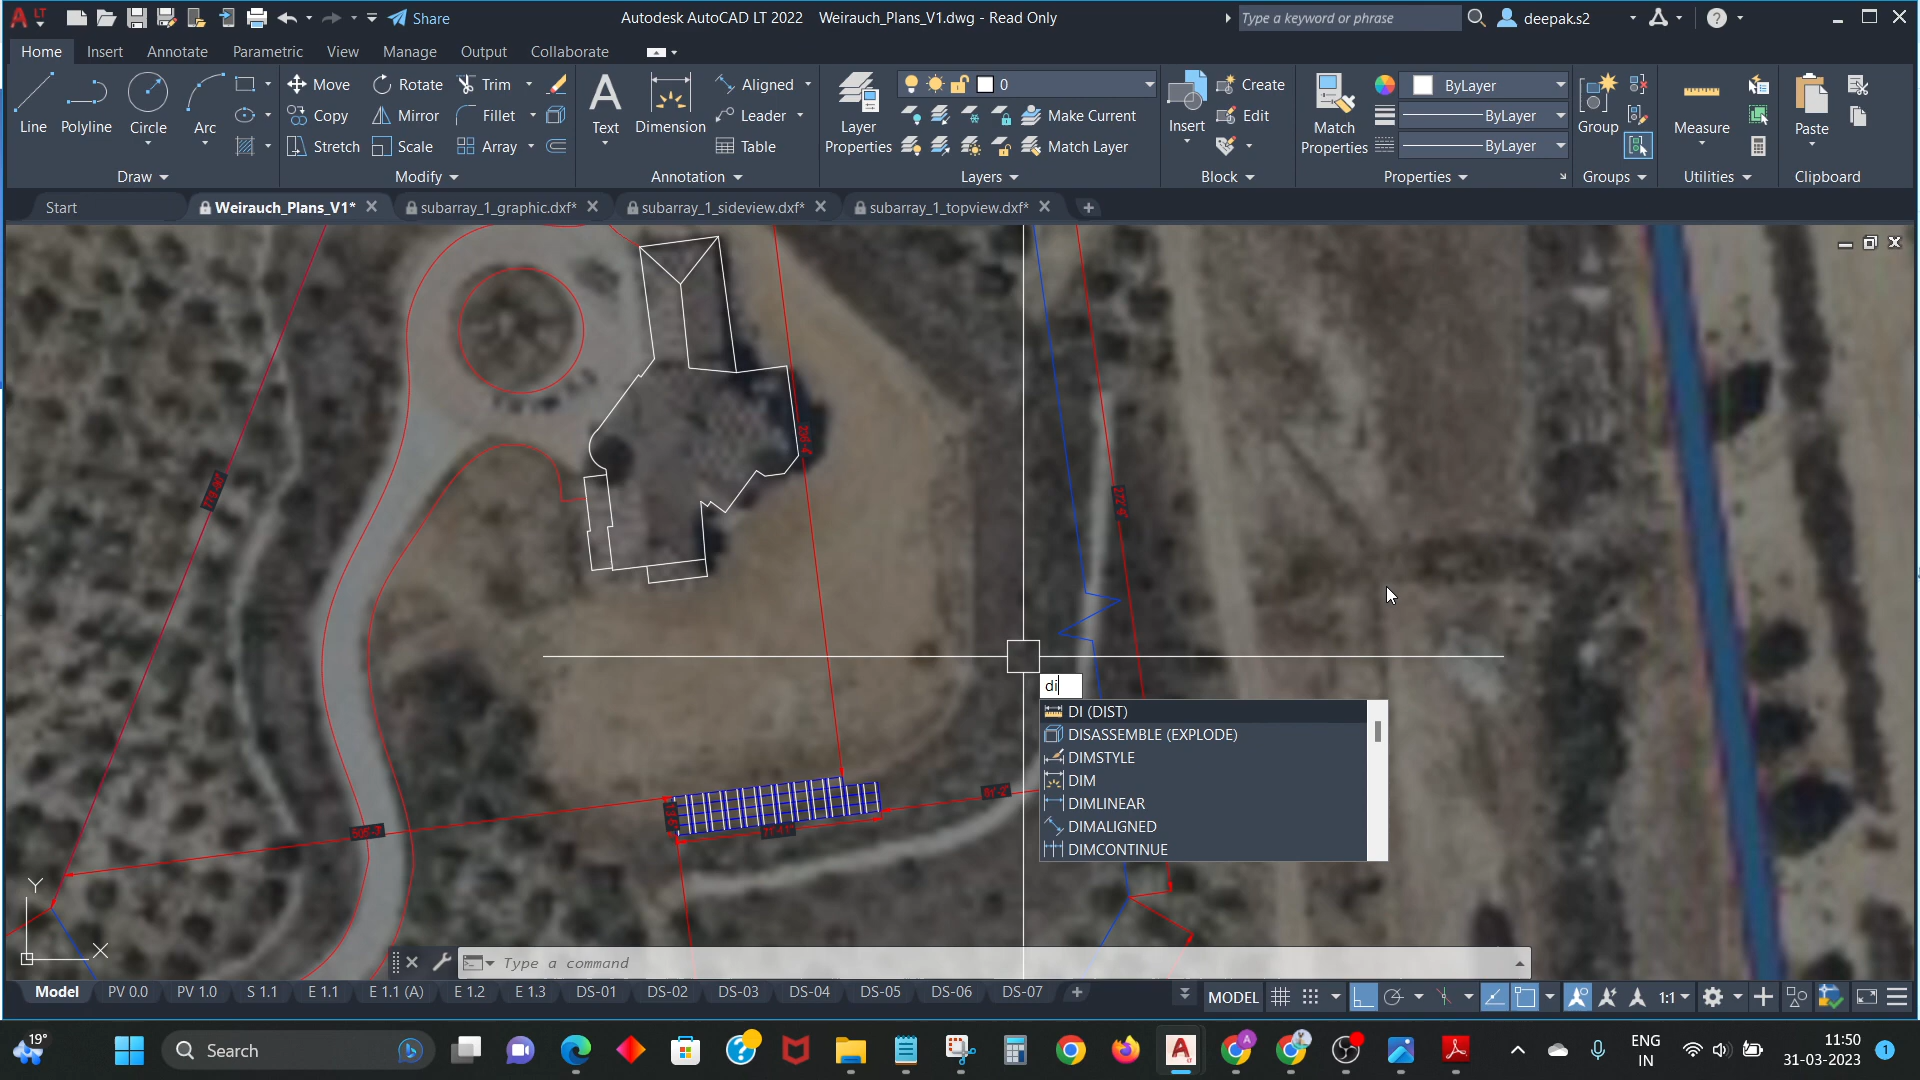 A LT Share Autodesk AutoCAD LT 2022 Weirauch_Plans_V1.dwg - Read Only Type a keyword or phrase deepak.s2
Home Insert Annotate Parametric View Manage Output Collaborate
Line Polyline Circle Arc
Move Rotate Trim
Copy Mirror Fillet
Stretch Scale Array
Text Dimension
Aligned
Leader
Table
Layer
Properties
0
Make Current
Match Layer
Insert
Create
Edit
Match
Properties
ByLayer
ByLayer
ByLayer
Group Measure Paste
Draw Modify Annotation Layers Block Properties Groups Utilities Clipboard
Start Weirauch_Plans_V1* subarray_1_graphic.dxf* subarray_1_sideview.dxf* subarray_1_topview.dxf*
di
DI (DIST)
DISASSEMBLE (EXPLODE)
DIMSTYLE
DIM
DIMLINEAR
DIMALIGNED
DIMCONTINUE
Y
X
Type a command
Model PV 0.0 PV 1.0 S 1.1 E 1.1 E 1.1 (A) E 1.2 E 1.3 DS-01 DS-02 DS-03 DS-04 DS-05 DS-06 DS-07 MODEL 1:1
19°
Search
ENG
IN
11:50
31-03-2023
1